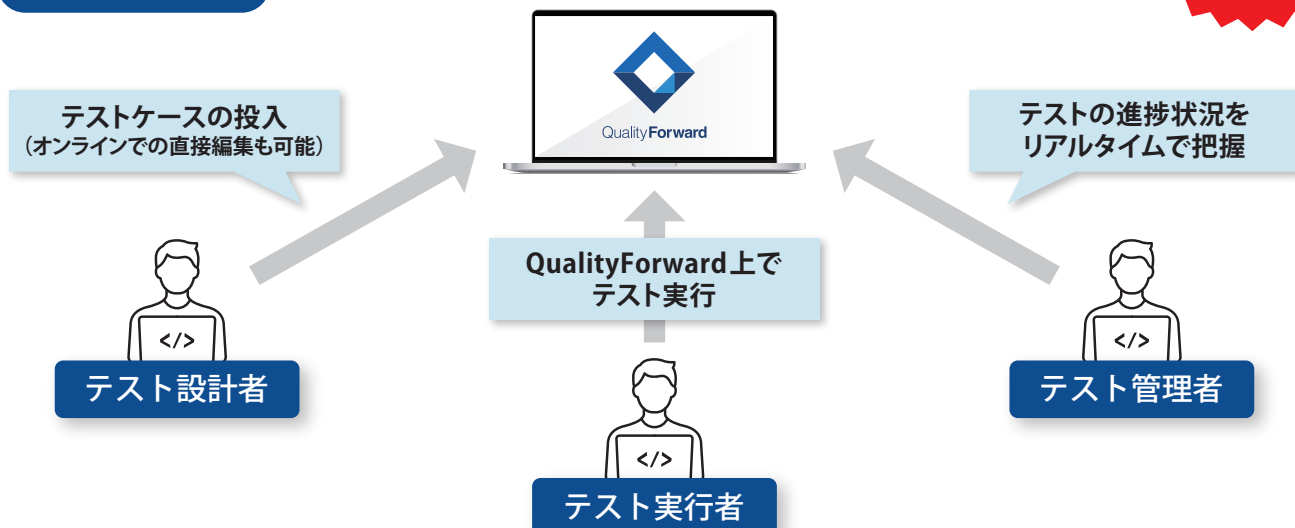 テストケースの投入
（オンラインでの直接編集も可能）
QualityForward
テストの進捗状況を
リアルタイムで把握
QualityForward上で
テスト実行
</>
テスト設計者
</>
テスト管理者
</>
テスト実行者